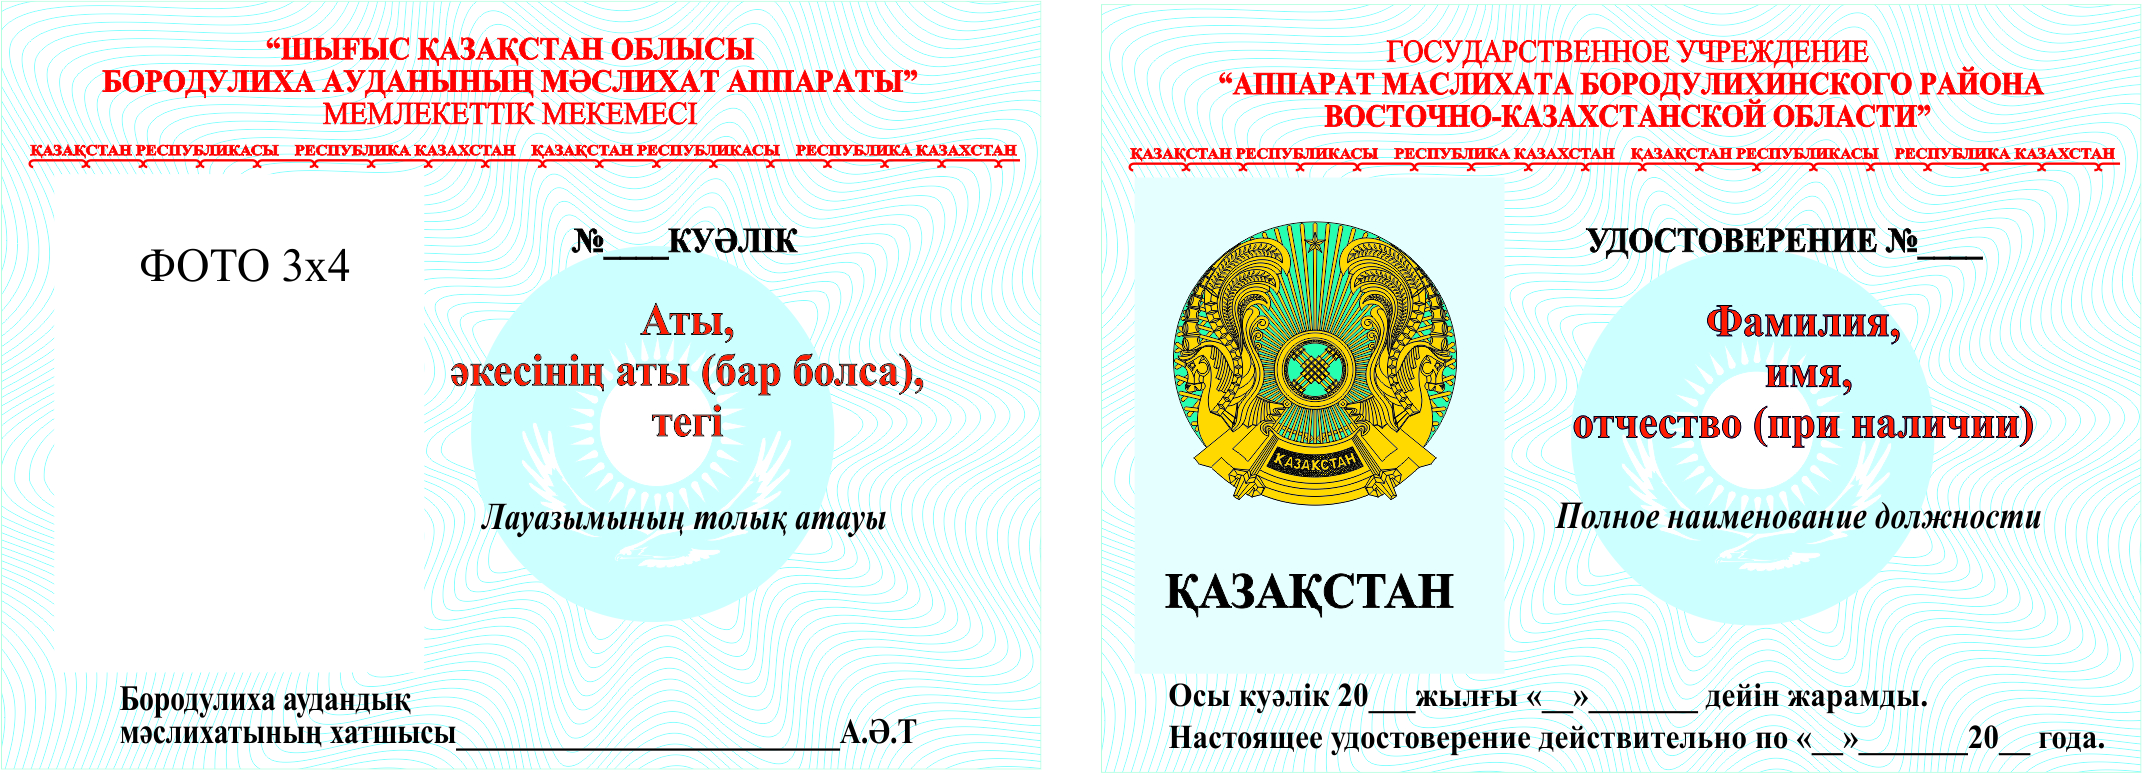 “ШЫҒЫС ҚАЗАҚСТАН ОБЛЫСЫ
БОРОДУЛИХА АУДАНЫНЫҢ МӘСЛИХАТ АППАРАТЫ”
МЕМЛЕКЕТТІК МЕКЕМЕСІ
ҚАЗАҚСТАН РЕСПУБЛИКАСЫ РЕСПУБЛИКА КАЗАХСТАН ҚАЗАҚСТАН РЕСПУБЛИКАСЫ РЕСПУБЛИКА КАЗАХСТАН
ФОТО 3х4
№____КУӘЛІК
Аты,
әкесінің аты (бар болса),
тегі
Лауазымының толық атауы
Бородулиха аудандық
мәслихатының хатшысы________________________А.Ә.Т
ГОСУДАРСТВЕННОЕ УЧРЕЖДЕНИЕ
“АППАРАТ МАСЛИХАТА БОРОДУЛИХИНСКОГО РАЙОНА
ВОСТОЧНО-КАЗАХСТАНСКОЙ ОБЛАСТИ”
ҚАЗАҚСТАН РЕСПУБЛИКАСЫ РЕСПУБЛИКА КАЗАХСТАН ҚАЗАҚСТАН РЕСПУБЛИКАСЫ РЕСПУБЛИКА КАЗАХСТАН
ҚАЗАҚСТАН
ҚАЗАҚСТАН
УДОСТОВЕРЕНИЕ №____
Фамилия,
имя,
отчество (при наличии)
Полное наименование должности
Осы куәлік 20___жылғы «__»_______ дейін жарамды.
Настоящее удостоверение действительно по «__»_______20__ года.